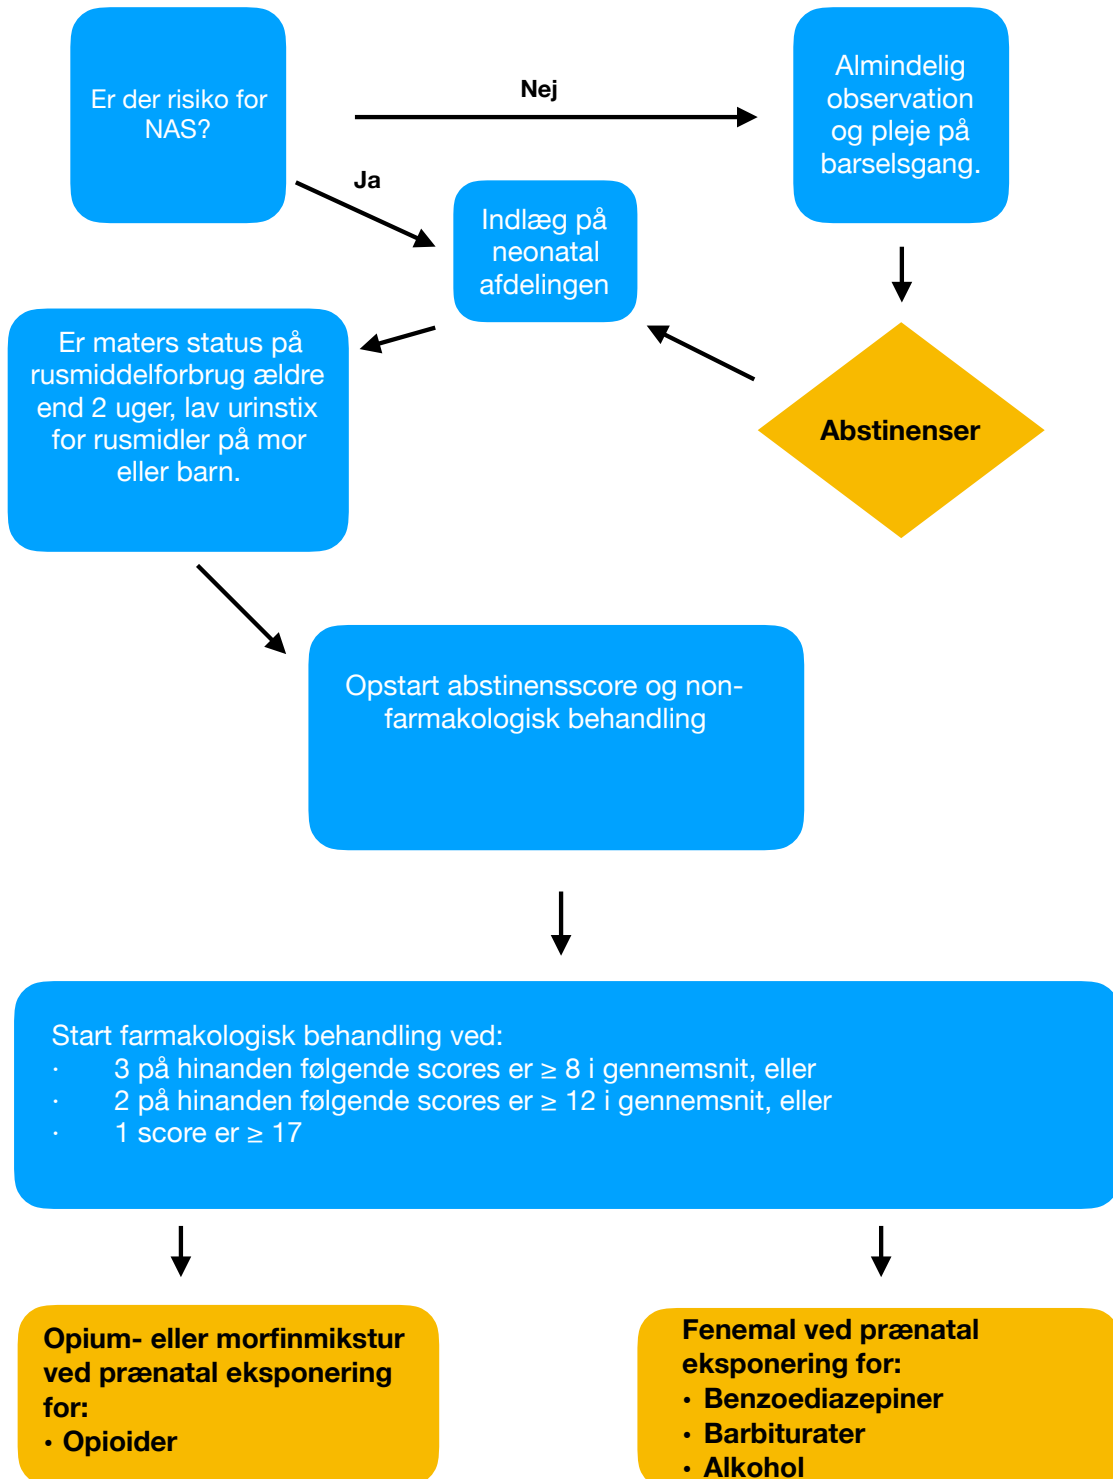 Er der risiko for
NAS?
Nej
Almindelig
observation
og pleje på
barselsgang.
Ja
Indlæg på
neonatal
afdelingen
Er maters status på
rusmiddelforbrug ældre
end 2 uger, lav urinstix
for rusmidler på mor
eller barn.
Abstinenser
Opstart abstinensscore og non-
farmakologisk behandling
Start farmakologisk behandling ved:
· 3 på hinanden følgende scores er ≥ 8 i gennemsnit, eller
· 2 på hinanden følgende scores er ≥ 12 i gennemsnit, eller
· 1 score er ≥ 17
Opium- eller morfinmikstur
ved prænatal eksponering
for:
• Opioider
Fenemal ved prænatal
eksponering for:
• Benzoediazepiner
• Barbiturater
• Alkohol